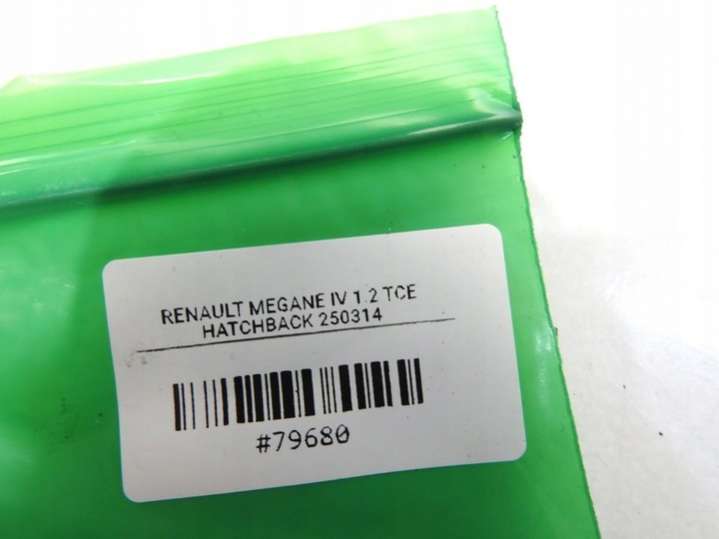 RENAULT MEGANE IV 1.2 TCE
HATCHBACK 250314
#79680